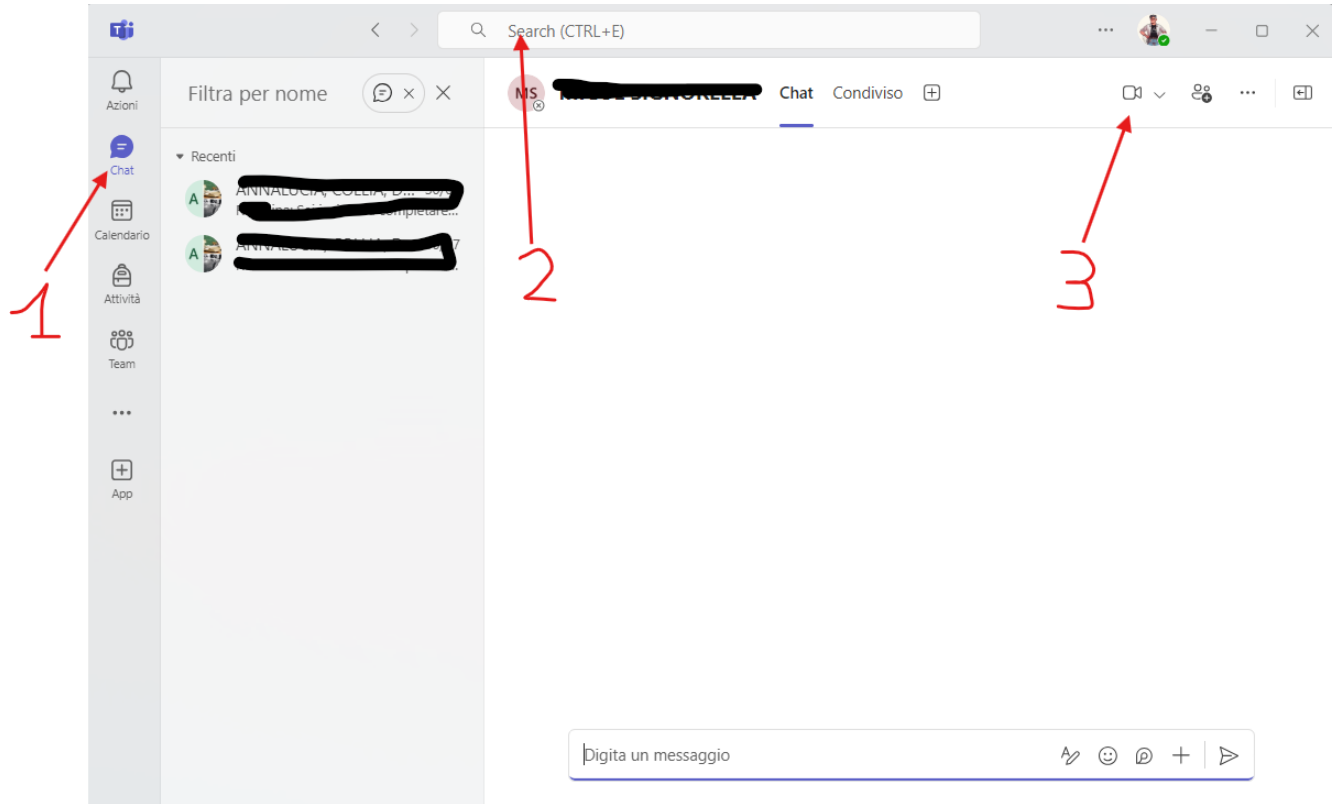 Search (CTRL+E)
Azioni
Filtra per nome
MS
Chat Condiviso
Chat
Recenti
A
A
Calendario
Attività
Team
App
1
2
3
Digita un messaggio